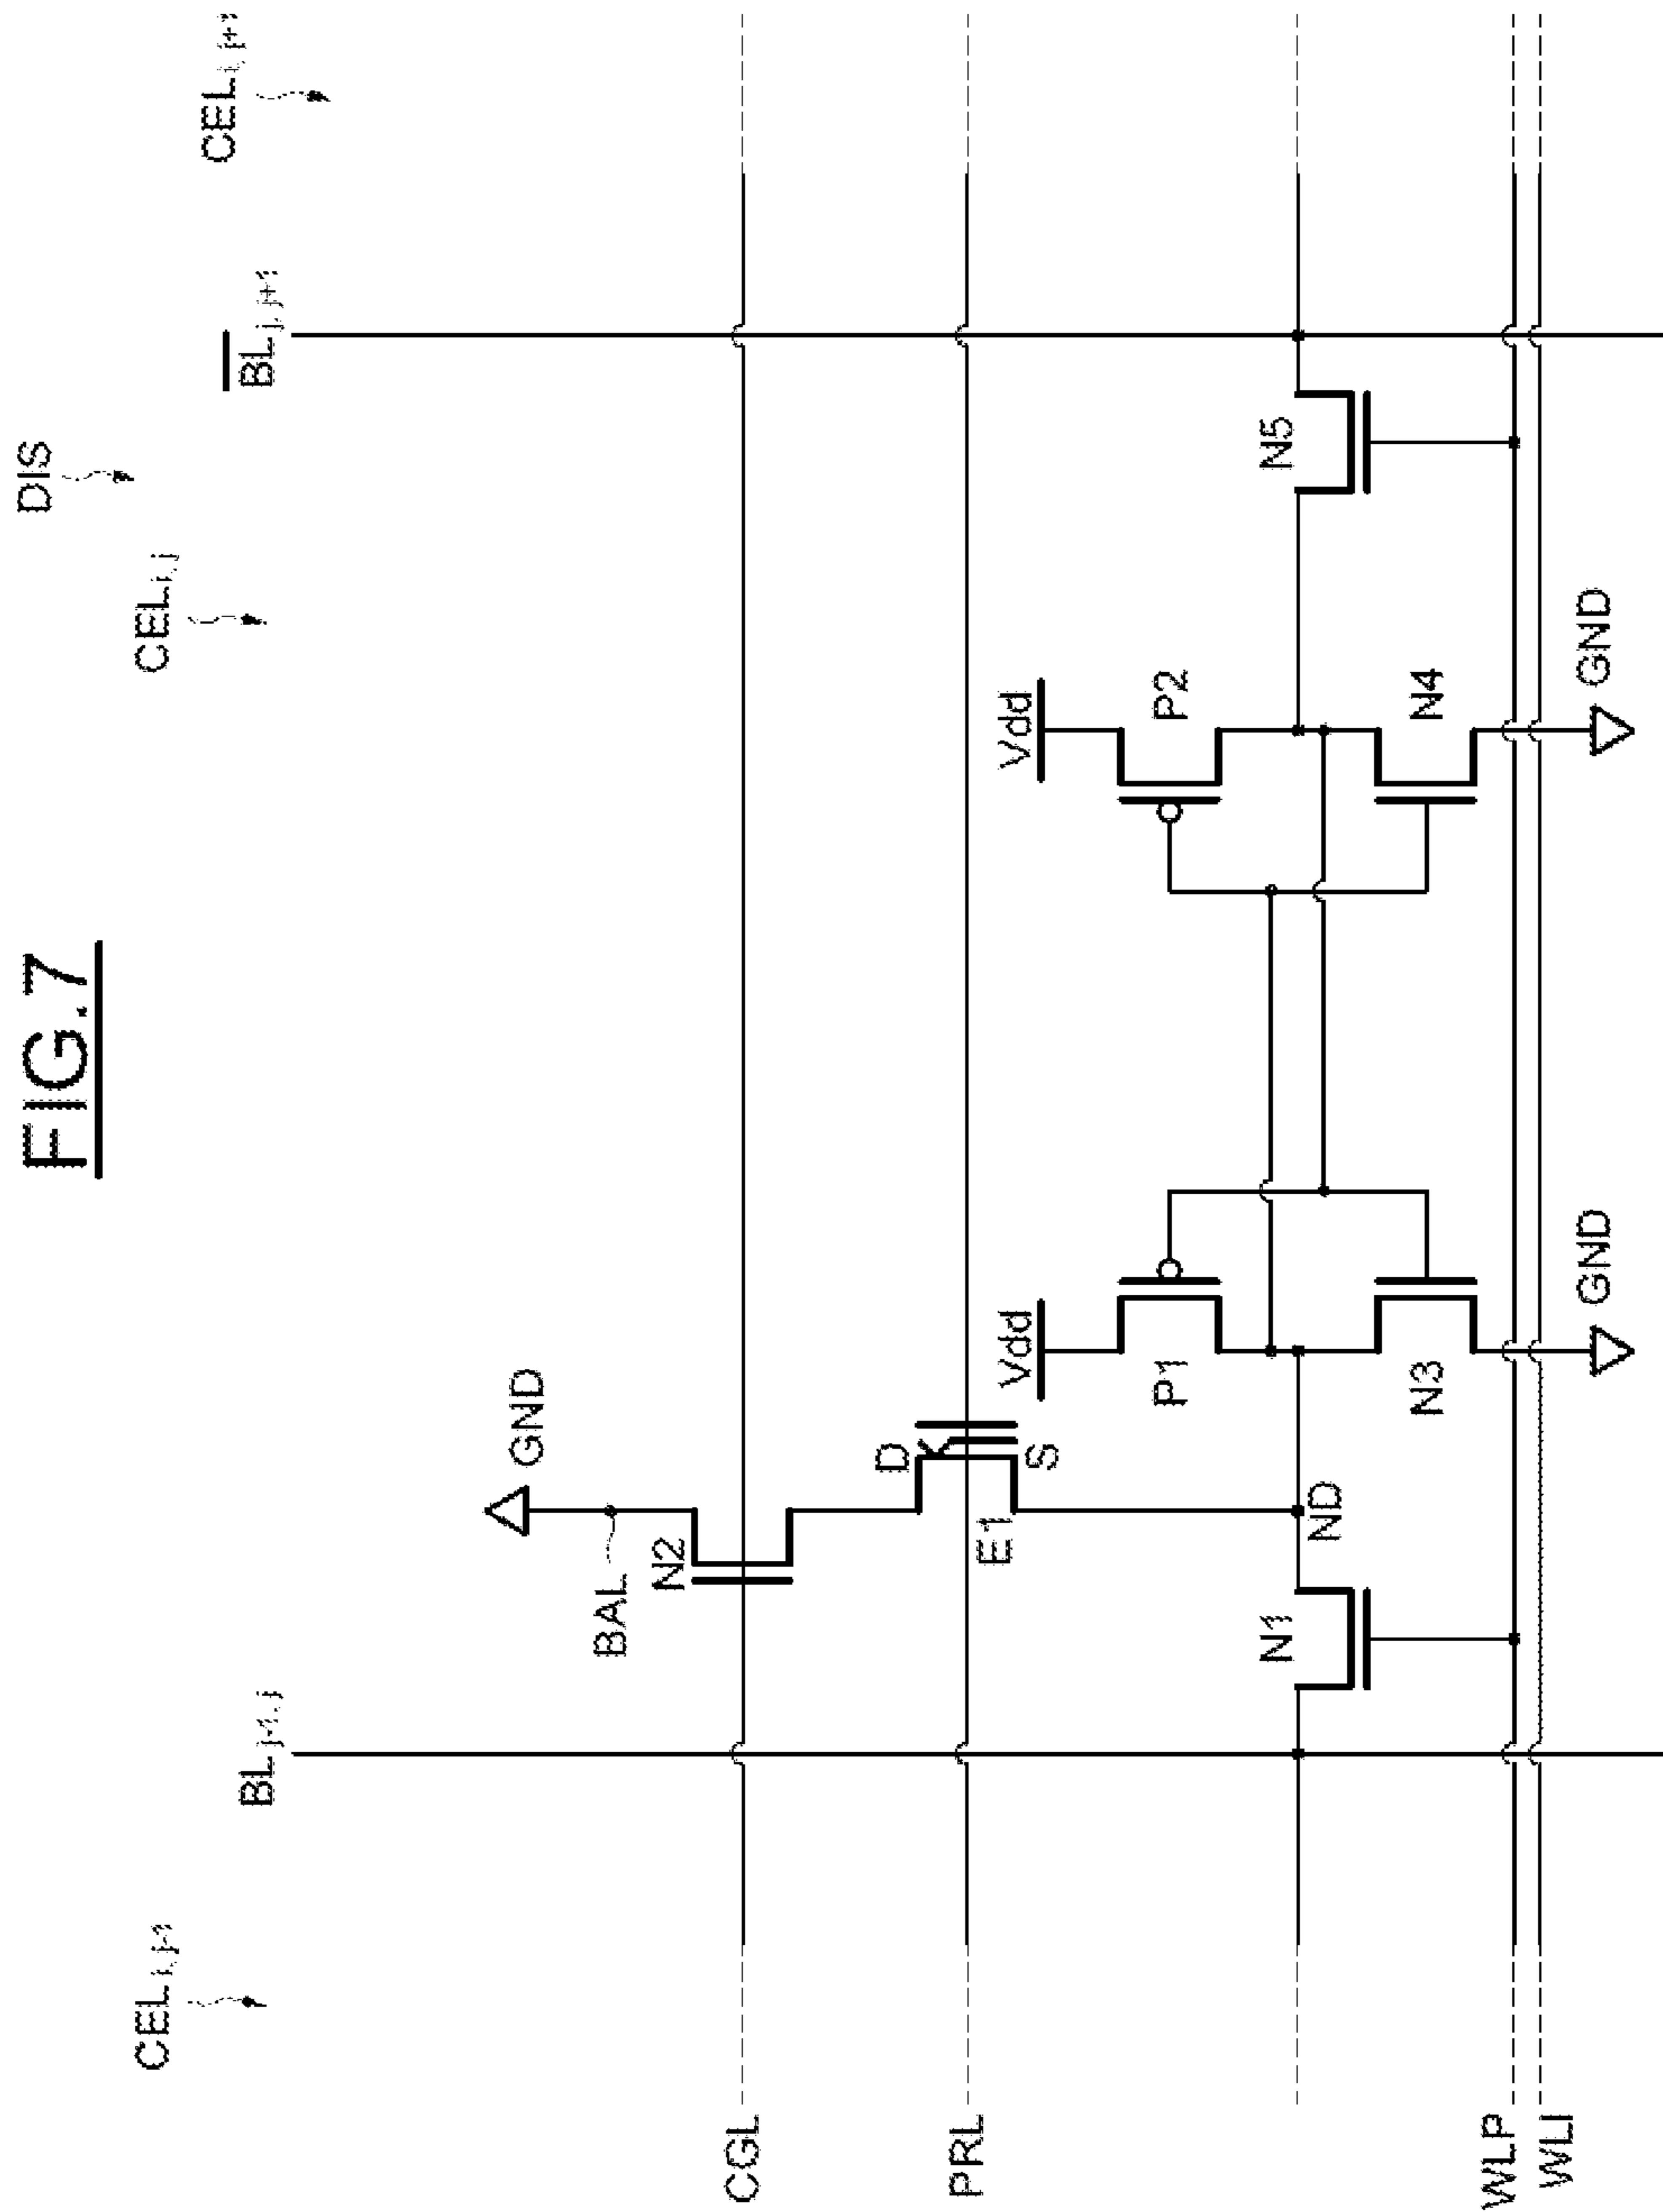 FIG.7
DIS
CEL i, j-1
BL j-1, j
CEL i, j
BL j, j+1
CEL i, j+1
GND
BAL
N2
CGL
D
E1
S
PRL
Vdd
Vdd
P1
P2
N1
ND
N5
N3
N4
WLP
WLI
GND
GND